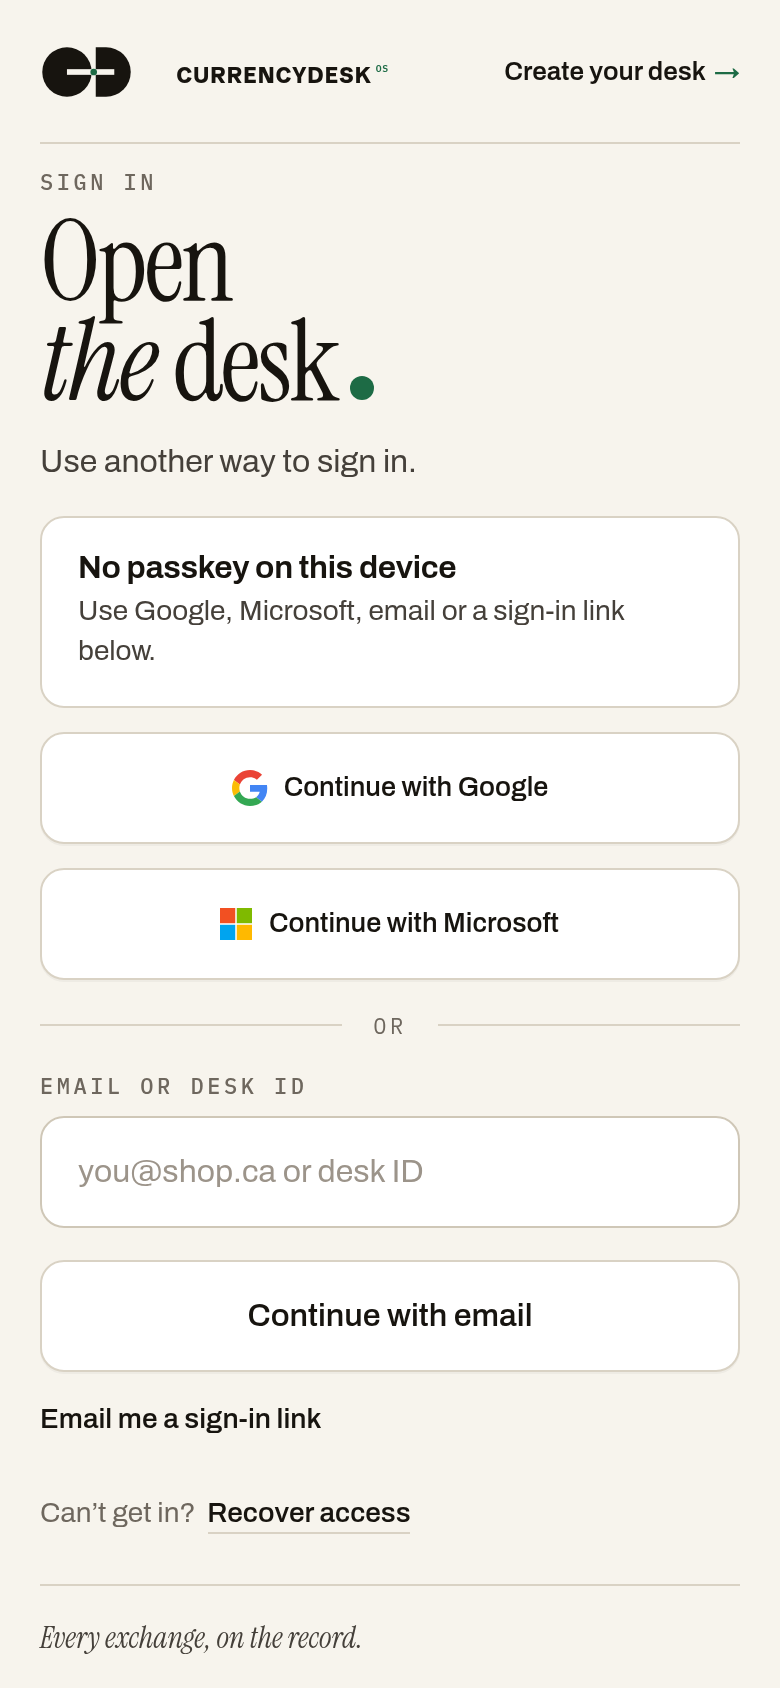 CURRENCYDESK OS
Create your desk →
SIGN IN
Open
the desk.
Use another way to sign in.
No passkey on this device
Use Google, Microsoft, email or a sign-in link
below.
Continue with Google
Continue with Microsoft
OR
EMAIL OR DESK ID
you@shop.ca or desk ID
Continue with email
Email me a sign-in link
Can’t get in? Recover access
Every exchange, on the record.